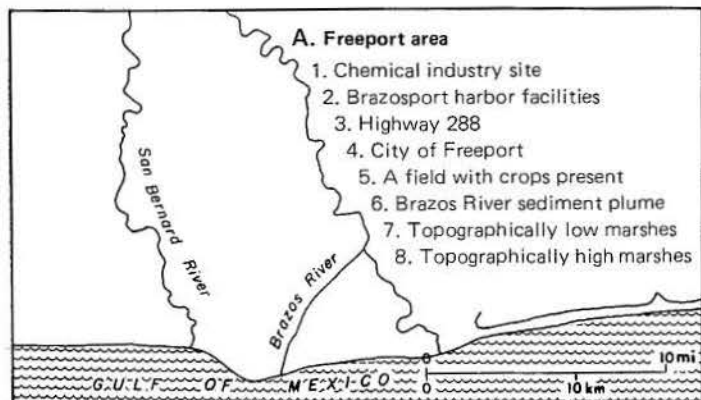 A. Freeport area
1. Chemical industry site
2. Brazosport harbor facilities
3. Highway 288
4. City of Freeport
5. A field with crops present
6. Brazos River sediment plume
7. Topographically low marshes
8. Topographically high marshes
San Bernard River
Brazos River
GULF OF MEXICO
0 10 mi
0 10 km